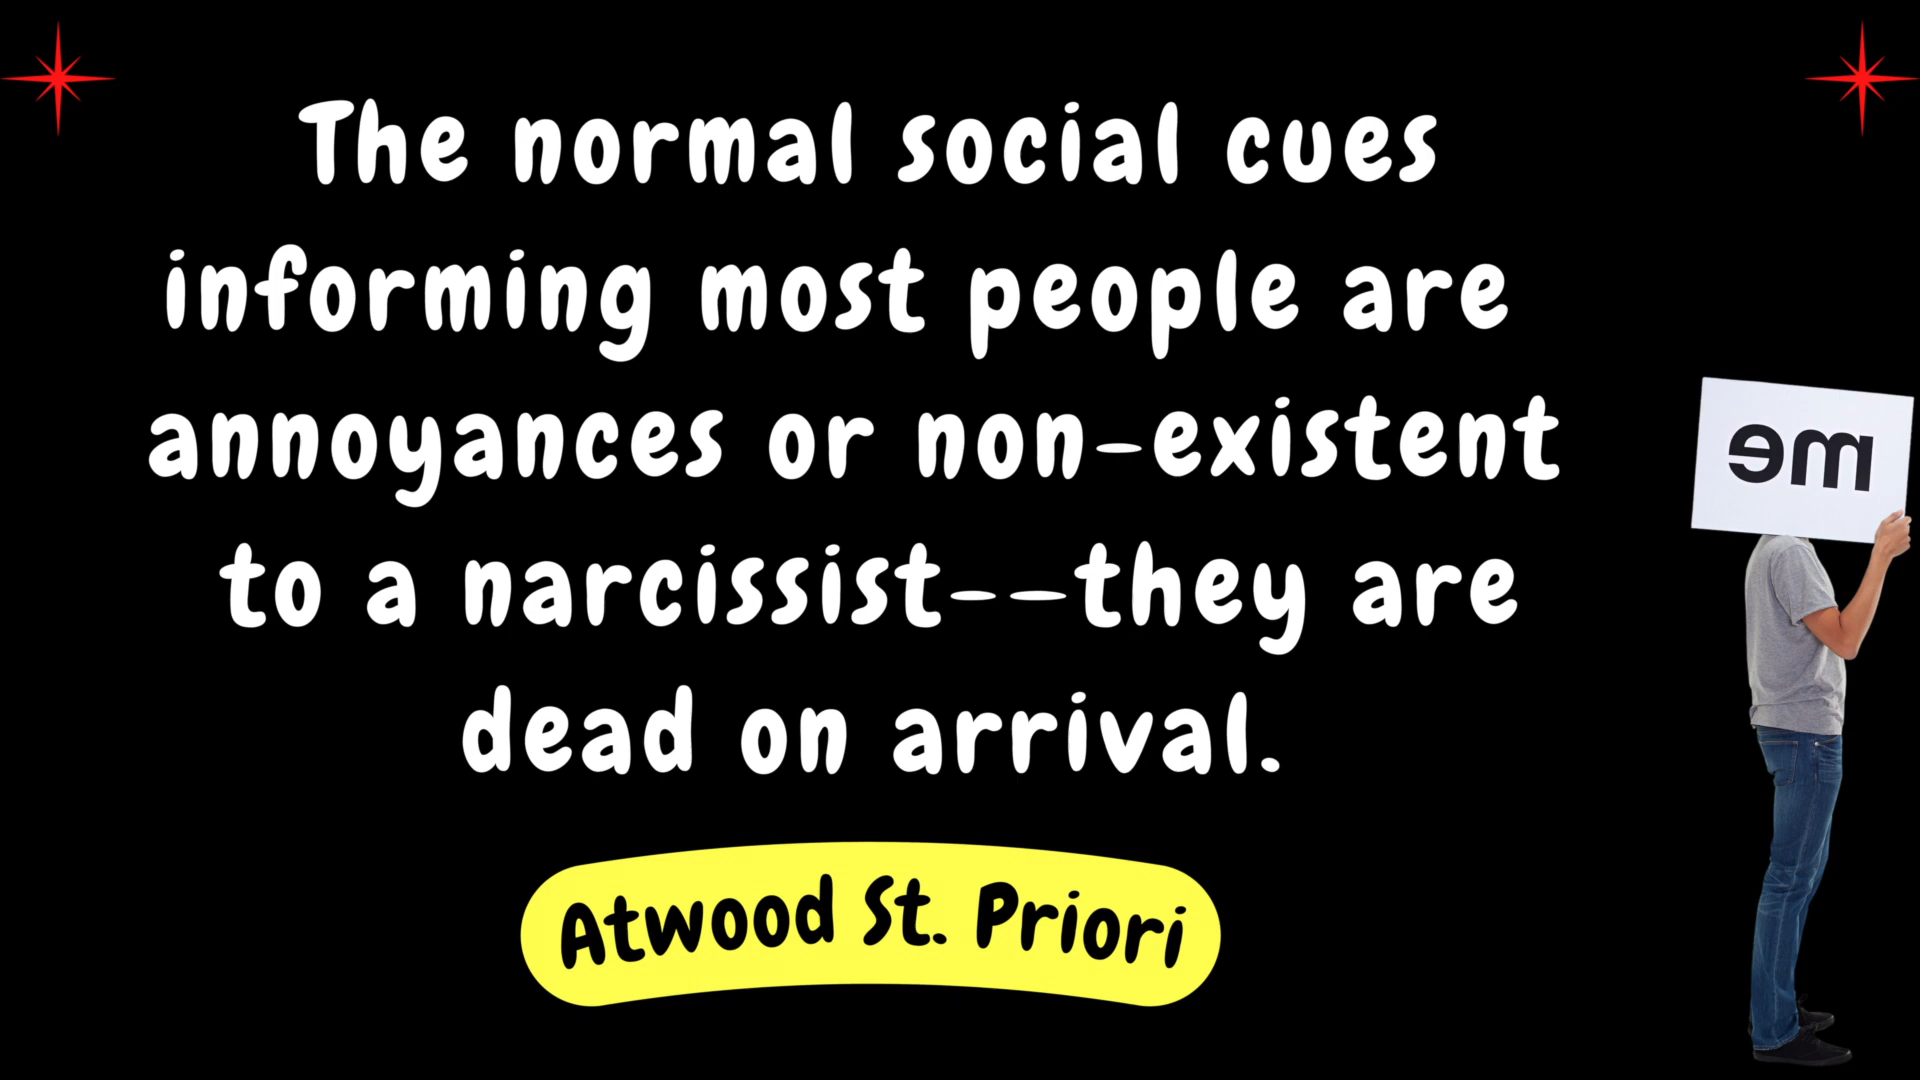 The normal social cues
informing most people are
annoyances or non-existent
to a narcissist--they are
dead on arrival.
me
Atwood St. Priori